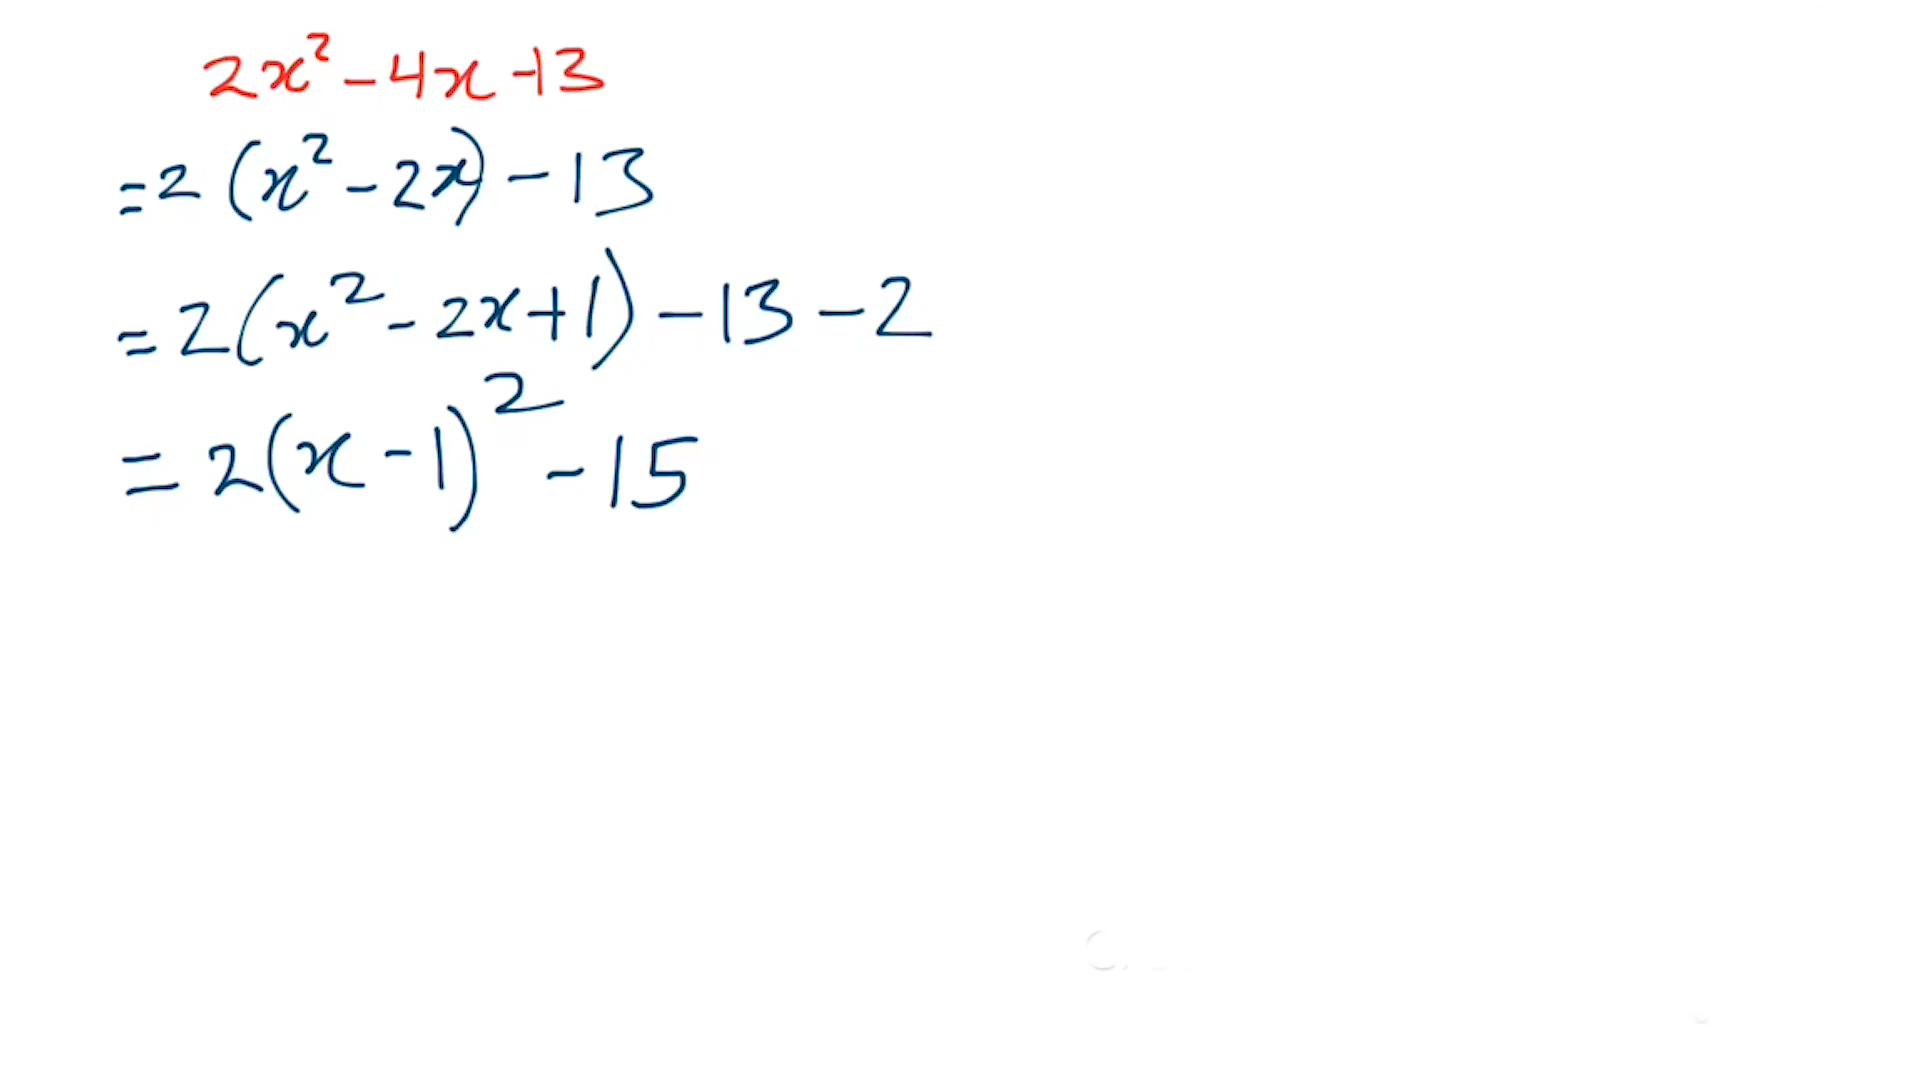 2x² - 4x - 13
= 2 (x² - 2x) - 13
= 2(x² - 2x + 1) - 13 - 2
= 2(x - 1)² - 15